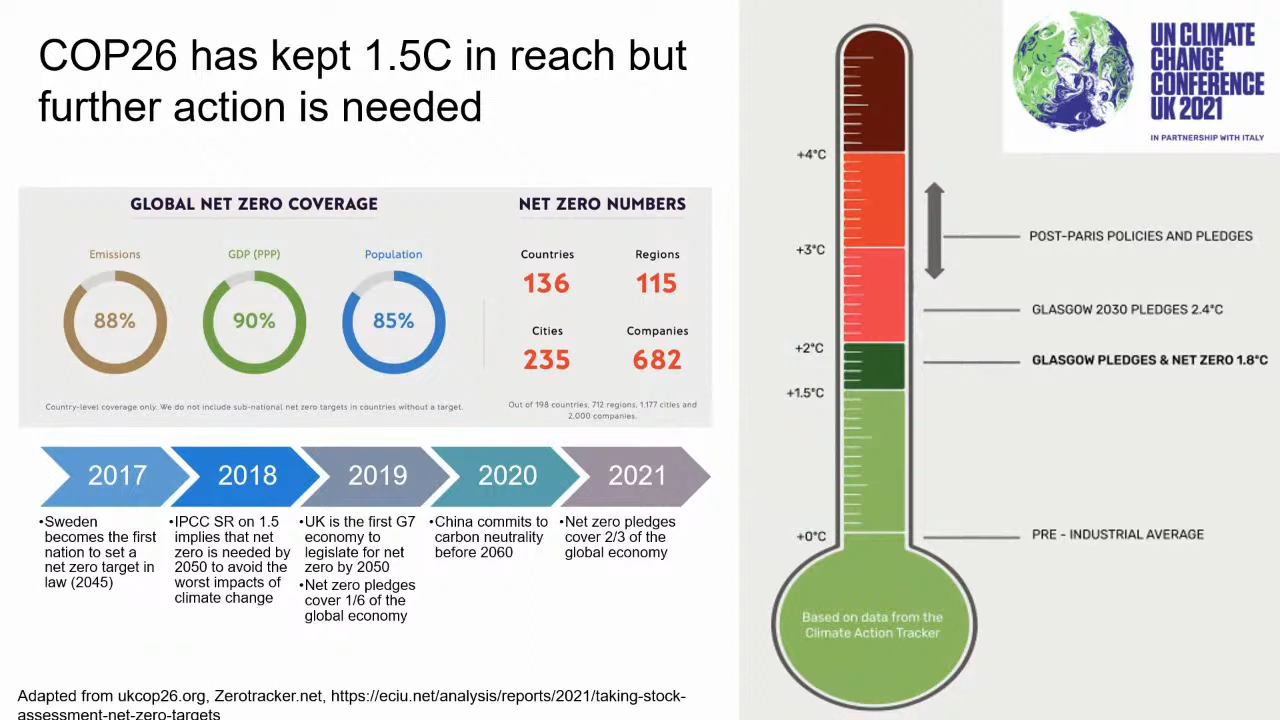 COP26 has kept 1.5C in reach but
further action is needed
GLOBAL NET ZERO COVERAGE
Emissions
GDP (PPP)
Population
88%
90%
85%
Country-level coverage only. We do not include sub-national net zero targets in countries without a target.
NET ZERO NUMBERS
Countries
Regions
136
115
Cities
Companies
235
682
Out of 198 countries, 712 regions, 1,177 cities and
2,000 companies.
2017
2018
2019
2020
2021
•Sweden
becomes the first
nation to set a
net zero target in
law (2045)
•IPCC SR on 1.5
implies that net
zero is needed by
2050 to avoid the
worst impacts of
climate change
•UK is the first G7
economy to
legislate for net
zero by 2050
•Net zero pledges
cover 1/6 of the
global economy
•China commits to
carbon neutrality
before 2060
•Net zero pledges
cover 2/3 of the
global economy
Adapted from ukcop26.org, Zerotracker.net, https://eciu.net/analysis/reports/2021/taking-stock-
assessment-net-zero-targets
UN CLIMATE
CHANGE
CONFERENCE
UK 2021
IN PARTNERSHIP WITH ITALY
+4°C
+3°C
+2°C
+1.5°C
+0°C
POST-PARIS POLICIES AND PLEDGES
GLASGOW 2030 PLEDGES 2.4°C
GLASGOW PLEDGES & NET ZERO 1.8°C
PRE - INDUSTRIAL AVERAGE
Based on data from the
Climate Action Tracker